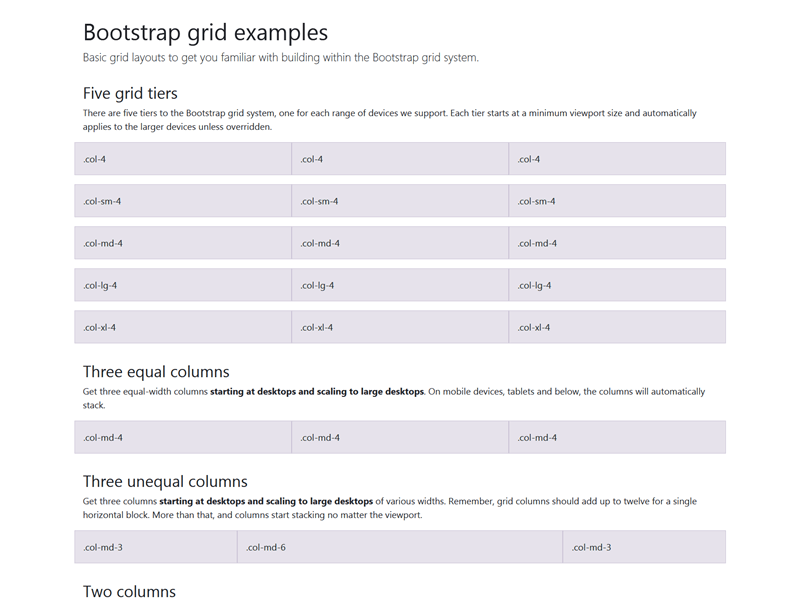 Bootstrap grid examples
Basic grid layouts to get you familiar with building within the Bootstrap grid system.
Five grid tiers
There are five tiers to the Bootstrap grid system, one for each range of devices we support. Each tier starts at a minimum viewport size and automatically
applies to the larger devices unless overridden.
.col-4 .col-4 .col-4
.col-sm-4 .col-sm-4 .col-sm-4
.col-md-4 .col-md-4 .col-md-4
.col-lg-4 .col-lg-4 .col-lg-4
.col-xl-4 .col-xl-4 .col-xl-4
Three equal columns
Get three equal-width columns starting at desktops and scaling to large desktops. On mobile devices, tablets and below, the columns will automatically
stack.
.col-md-4 .col-md-4 .col-md-4
Three unequal columns
Get three columns starting at desktops and scaling to large desktops of various widths. Remember, grid columns should add up to twelve for a single
horizontal block. More than that, and columns start stacking no matter the viewport.
.col-md-3 .col-md-6 .col-md-3
Two columns